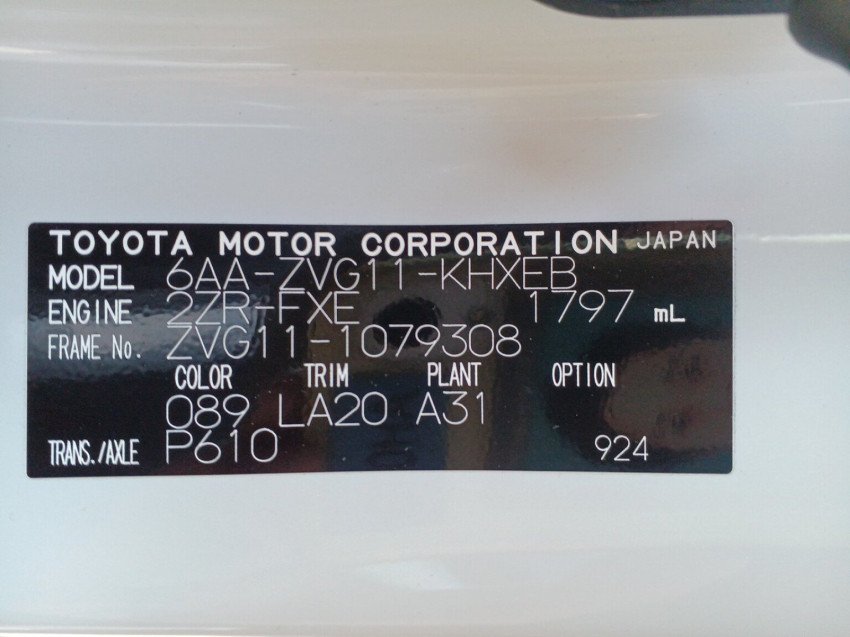 TOYOTA MOTOR CORPORATION JAPAN
MODEL 6AA-ZVG11-KHXEB
ENGINE 2ZR-FXE 1797 mL
FRAME No. ZVG11-1079308
COLOR TRIM PLANT OPTION
089 LA20 A31
TRANS./AXLE P610 924